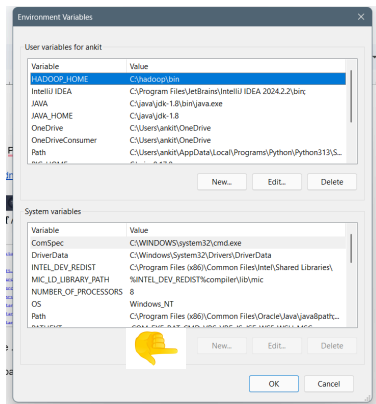 Environment Variables
User variables for ankit
Variable Value
HADOOP_HOME C:\hadoop\bin
IntelliJ IDEA C:\Program Files\JetBrains\IntelliJ IDEA 2024.2.2\bin;
JAVA C:\java\jdk-1.8\bin\java.exe
JAVA_HOME C:\java\jdk-1.8
OneDrive C:\Users\ankit\OneDrive
OneDriveConsumer C:\Users\ankit\OneDrive
Path C:\Users\ankit\AppData\Local\Programs\Python\Python313\S...
New... Edit... Delete
System variables
Variable Value
ComSpec C:\WINDOWS\system32\cmd.exe
DriverData C:\Windows\System32\Drivers\DriverData
INTEL_DEV_REDIST C:\Program Files (x86)\Common Files\Intel\Shared Libraries\
MIC_LD_LIBRARY_PATH %INTEL_DEV_REDIST%compiler\lib\mic
NUMBER_OF_PROCESSORS 8
OS Windows_NT
Path C:\Program Files (x86)\Common Files\Oracle\Java\java8path;...
New... Edit... Delete
OK Cancel